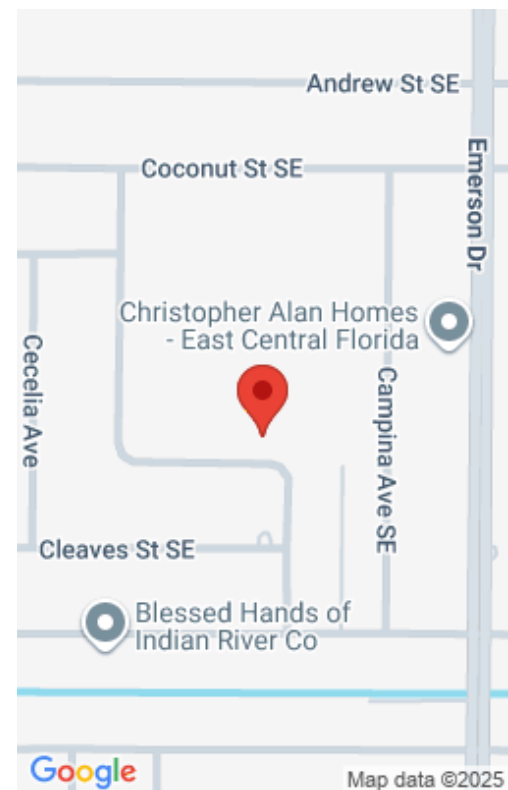 Andrew St SE
Coconut St SE
Emerson Dr
Christopher Alan Homes
- East Central Florida
Cecelia Ave
Campina Ave SE
Cleaves St SE
Blessed Hands of
Indian River Co
Google
Map data ©2025